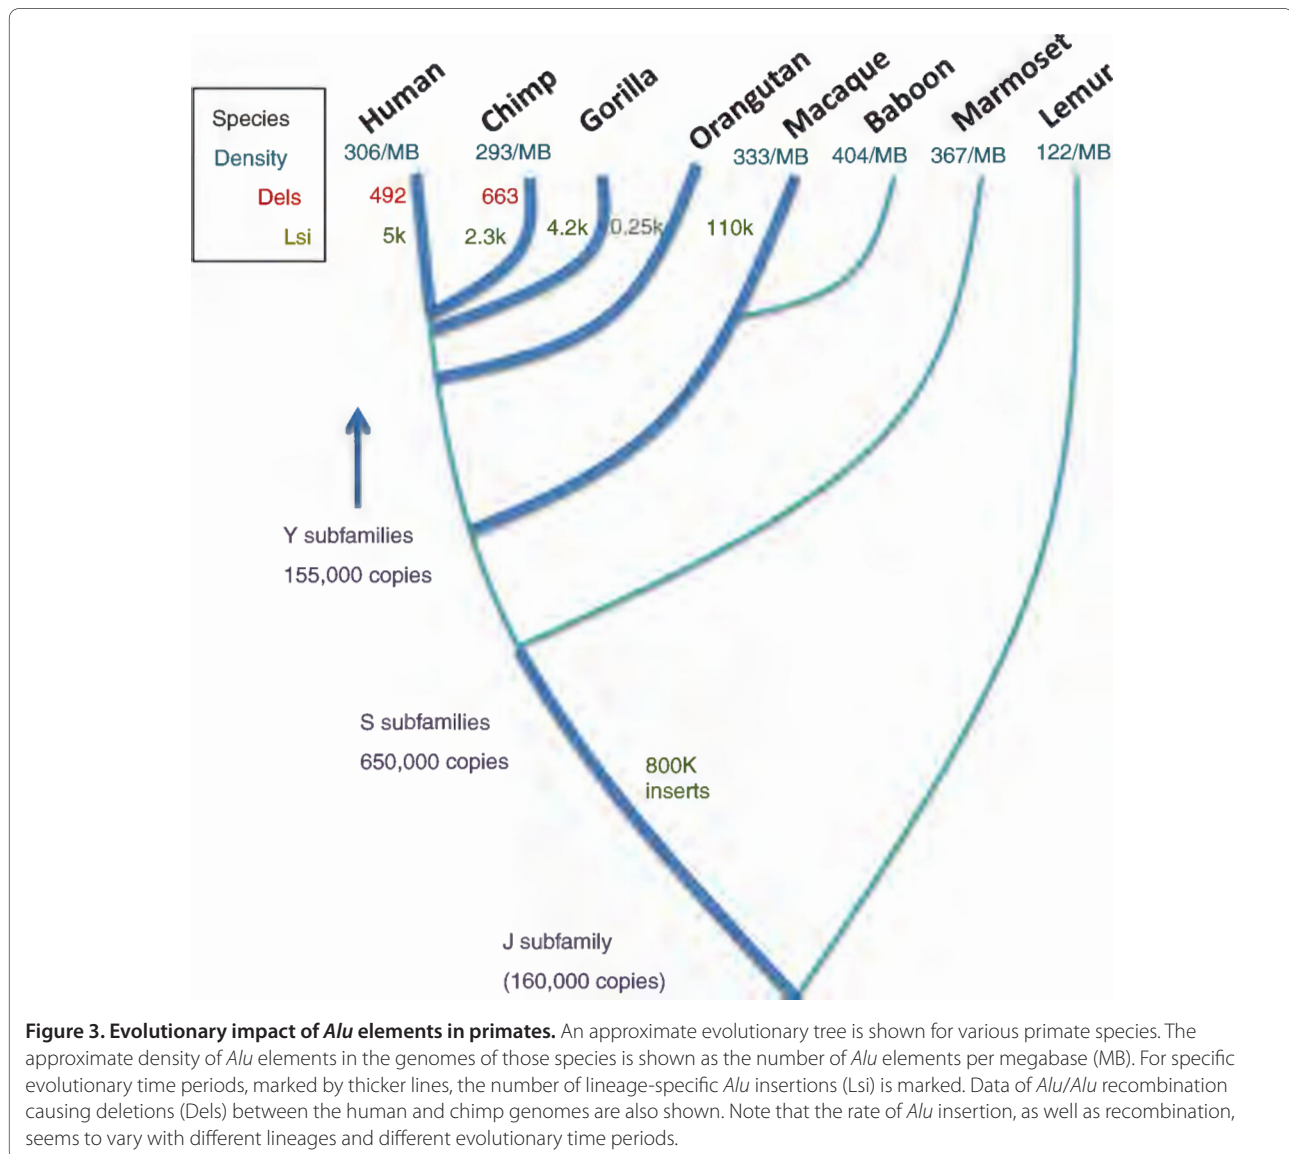 Human
Chimp
Gorilla
Orangutan
Macaque
Baboon
Marmoset
Lemur
Species
Density
Dels
Lsi
306/MB
293/MB
333/MB
404/MB
367/MB
122/MB
492
663
5k
2.3k
4.2k
0.25k
110k
Y subfamilies
155,000 copies
S subfamilies
650,000 copies
800K
inserts
J subfamily
(160,000 copies)
Figure 3. Evolutionary impact of Alu elements in primates. An approximate evolutionary tree is shown for various primate species. The
approximate density of Alu elements in the genomes of those species is shown as the number of Alu elements per megabase (MB). For specific
evolutionary time periods, marked by thicker lines, the number of lineage-specific Alu insertions (Lsi) is marked. Data of Alu/Alu recombination
causing deletions (Dels) between the human and chimp genomes are also shown. Note that the rate of Alu insertion, as well as recombination,
seems to vary with different lineages and different evolutionary time periods.